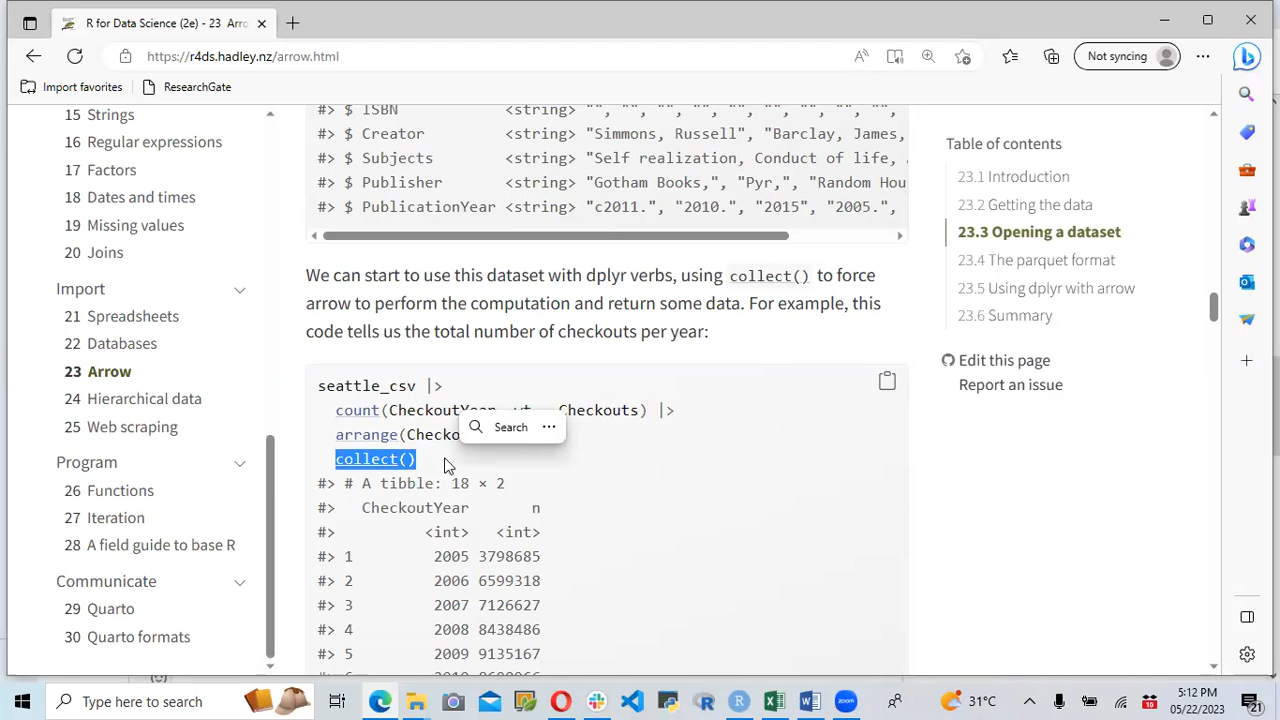 R for Data Science (2e) - 23 Arro
https://r4ds.hadley.nz/arrow.html
Not syncing
Import favorites
ResearchGate
15 Strings
16 Regular expressions
17 Factors
18 Dates and times
19 Missing values
20 Joins
Import
21 Spreadsheets
22 Databases
23 Arrow
24 Hierarchical data
25 Web scraping
Program
26 Functions
27 Iteration
28 A field guide to base R
Communicate
29 Quarto
30 Quarto formats
#> $ ISBN <string> "", "", "", "", "", "", "", "", "",
#> $ Creator <string> "Simmons, Russell", "Barclay, James,
#> $ Subjects <string> "Self realization, Conduct of life,
#> $ Publisher <string> "Gotham Books,", "Pyr,", "Random Hou
#> $ PublicationYear <string> "c2011.", "2010.", "2015", "2005.",
We can start to use this dataset with dplyr verbs, using collect() to force
arrow to perform the computation and return some data. For example, this
code tells us the total number of checkouts per year:
seattle_csv |>
count(CheckoutYear, Checkouts) |>
arrange(Checko
Search
collect()
#> # A tibble: 18 × 2
#> CheckoutYear n
#> <int> <int>
#> 1 2005 3798685
#> 2 2006 6599318
#> 3 2007 7126627
#> 4 2008 8438486
#> 5 2009 9135167
Table of contents
23.1 Introduction
23.2 Getting the data
23.3 Opening a dataset
23.4 The parquet format
23.5 Using dplyr with arrow
23.6 Summary
Edit this page
Report an issue
Type here to search
31°C
10
5:12 PM
05/22/2023
21